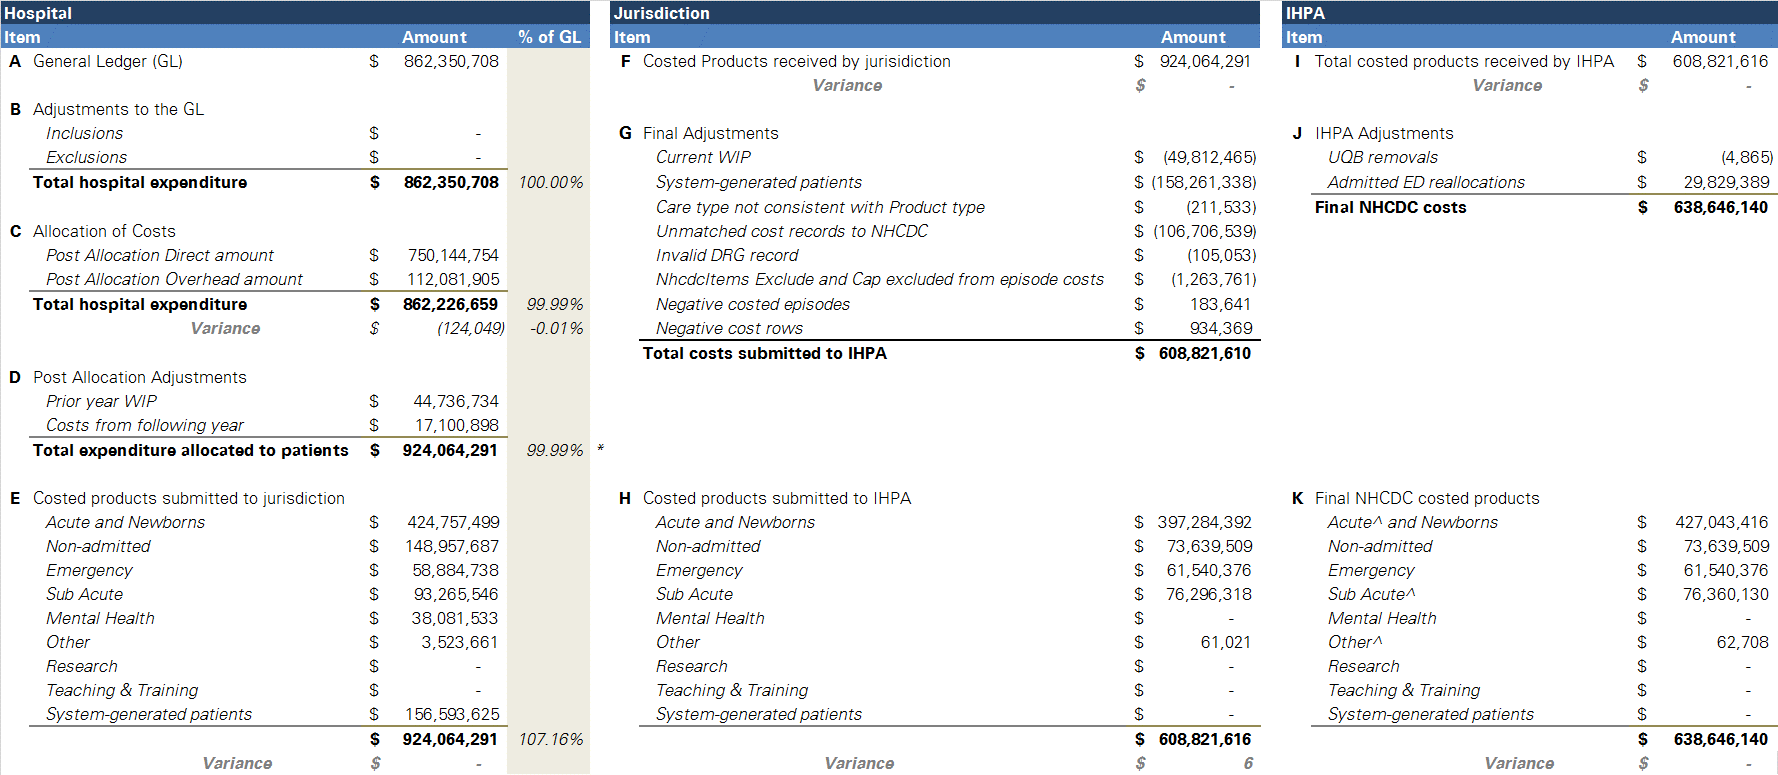 Hospital
Item Amount % of GL
A General Ledger (GL) $ 862,350,708
B Adjustments to the GL
Inclusions $ -
Exclusions $ -
Total hospital expenditure $ 862,350,708 100.00%
C Allocation of Costs
Post Allocation Direct amount $ 750,144,754
Post Allocation Overhead amount $ 112,081,905
Total hospital expenditure $ 862,226,659 99.99%
Variance $ (124,049) -0.01%
D Post Allocation Adjustments
Prior year WIP $ 44,736,734
Costs from following year $ 17,100,898
Total expenditure allocated to patients $ 924,064,291 99.99% *
E Costed products submitted to jurisdiction
Acute and Newborns $ 424,757,499
Non-admitted $ 148,957,687
Emergency $ 58,884,738
Sub Acute $ 93,265,546
Mental Health $ 38,081,533
Other $ 3,523,661
Research $ -
Teaching & Training $ -
System-generated patients $ 156,593,625
$ 924,064,291 107.16%
Variance $ -
Jurisdiction
Item Amount
F Costed Products received by jurisidiction $ 924,064,291
Variance $ -
G Final Adjustments
Current WIP $ (49,812,465)
System-generated patients $ (158,261,338)
Care type not consistent with Product type $ (211,533)
Unmatched cost records to NHCDC $ (106,706,539)
Invalid DRG record $ (105,053)
NhcdcItems Exclude and Cap excluded from episode costs $ (1,263,761)
Negative costed episodes $ 183,641
Negative cost rows $ 934,369
Total costs submitted to IHPA $ 608,821,610
H Costed products submitted to IHPA
Acute and Newborns $ 397,284,392
Non-admitted $ 73,639,509
Emergency $ 61,540,376
Sub Acute $ 76,296,318
Mental Health $ -
Other $ 61,021
Research $ -
Teaching & Training $ -
System-generated patients $ -
$ 608,821,616
Variance $ 6
IHPA
Item Amount
I Total costed products received by IHPA $ 608,821,616
Variance $ -
J IHPA Adjustments
UQB removals $ (4,865)
Admitted ED reallocations $ 29,829,389
Final NHCDC costs $ 638,646,140
K Final NHCDC costed products
Acute^ and Newborns $ 427,043,416
Non-admitted $ 73,639,509
Emergency $ 61,540,376
Sub Acute^ $ 76,360,130
Mental Health $ -
Other^ $ 62,708
Research $ -
Teaching & Training $ -
System-generated patients $ -
$ 638,646,140
Variance $ -